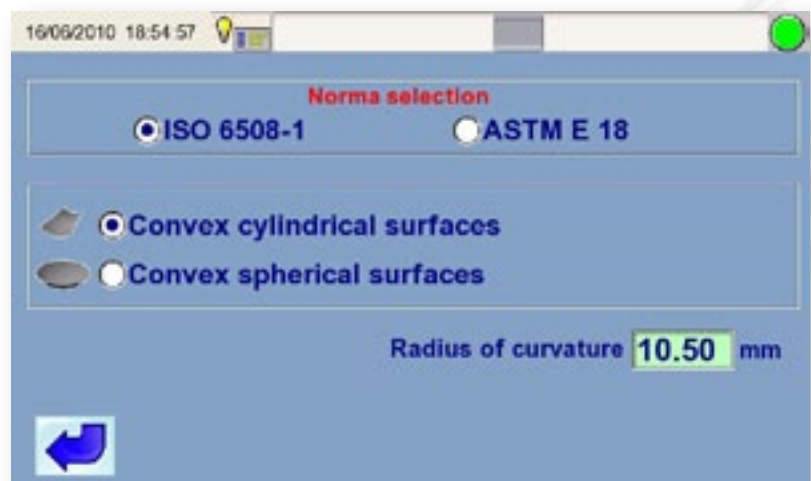 16/06/2010 18:54:57
Norma selection
ISO 6508-1 ASTM E 18
Convex cylindrical surfaces
Convex spherical surfaces
Radius of curvature 10.50 mm